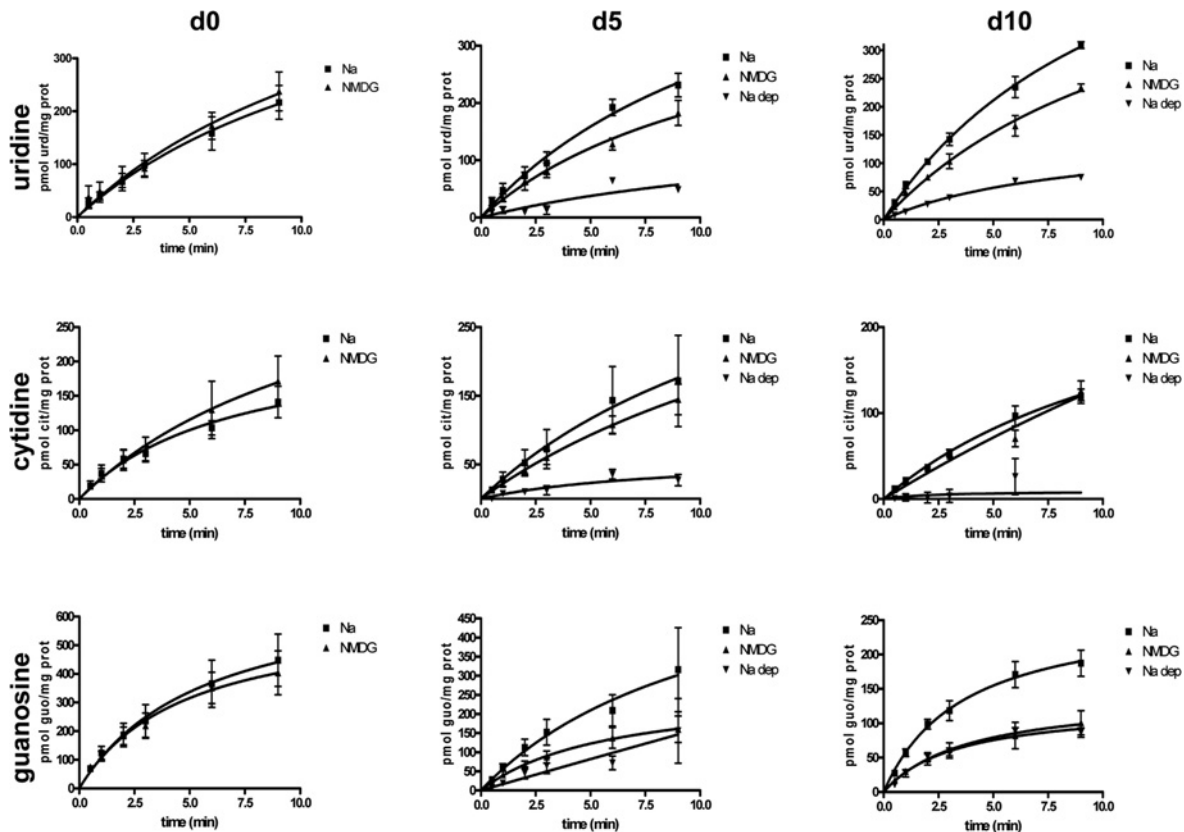 d0
d5
d10
uridine
pmol urd/mg prot
300
200
100
0
0.0 2.5 5.0 7.5 10.0
time (min)
Na
NMDG
pmol urd/mg prot
300
200
100
0
0.0 2.5 5.0 7.5 10.0
time (min)
Na
NMDG
Na dep
pmol urd/mg prot
300
250
200
150
100
50
0
0.0 2.5 5.0 7.5 10.0
time (min)
Na
NMDG
Na dep
cytidine
pmol cit/mg prot
250
200
150
100
50
0
0.0 2.5 5.0 7.5 10.0
time (min)
Na
NMDG
pmol cit/mg prot
250
150
100
50
0
0.0 2.5 5.0 7.5 10.0
time (min)
Na
NMDG
Na dep
pmol cit/mg prot
200
100
0
0.0 2.5 5.0 7.5 10.0
time (min)
Na
NMDG
Na dep
guanosine
pmol guo/mg prot
600
500
400
300
200
100
0
0.0 2.5 5.0 7.5 10.0
time (min)
Na
NMDG
pmol guo/mg prot
450
400
350
300
250
200
150
100
50
0
0.0 2.5 5.0 7.5 10.0
time (min)
Na
NMDG
Na dep
pmol guo/mg prot
250
200
150
100
50
0
0.0 2.5 5.0 7.5 10.0
time (min)
Na
NMDG
Na dep